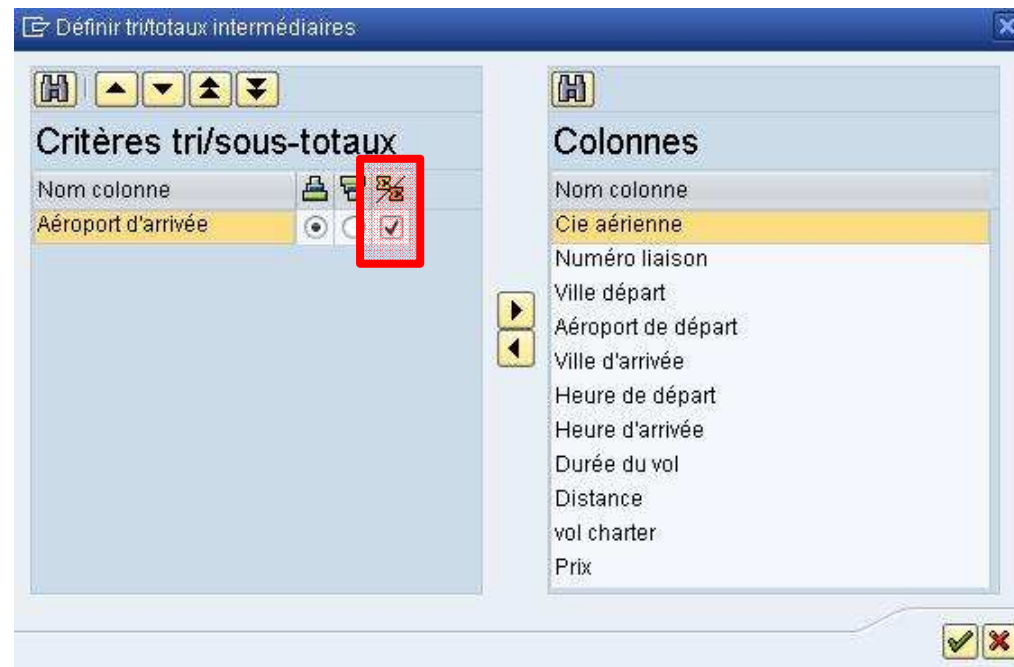 Définir tri/totaux intermédiaires
Critères tri/sous-totaux
Nom colonne
Aéroport d'arrivée
Colonnes
Nom colonne
Cie aérienne
Numéro liaison
Ville départ
Aéroport de départ
Ville d'arrivée
Heure de départ
Heure d'arrivée
Durée du vol
Distance
vol charter
Prix